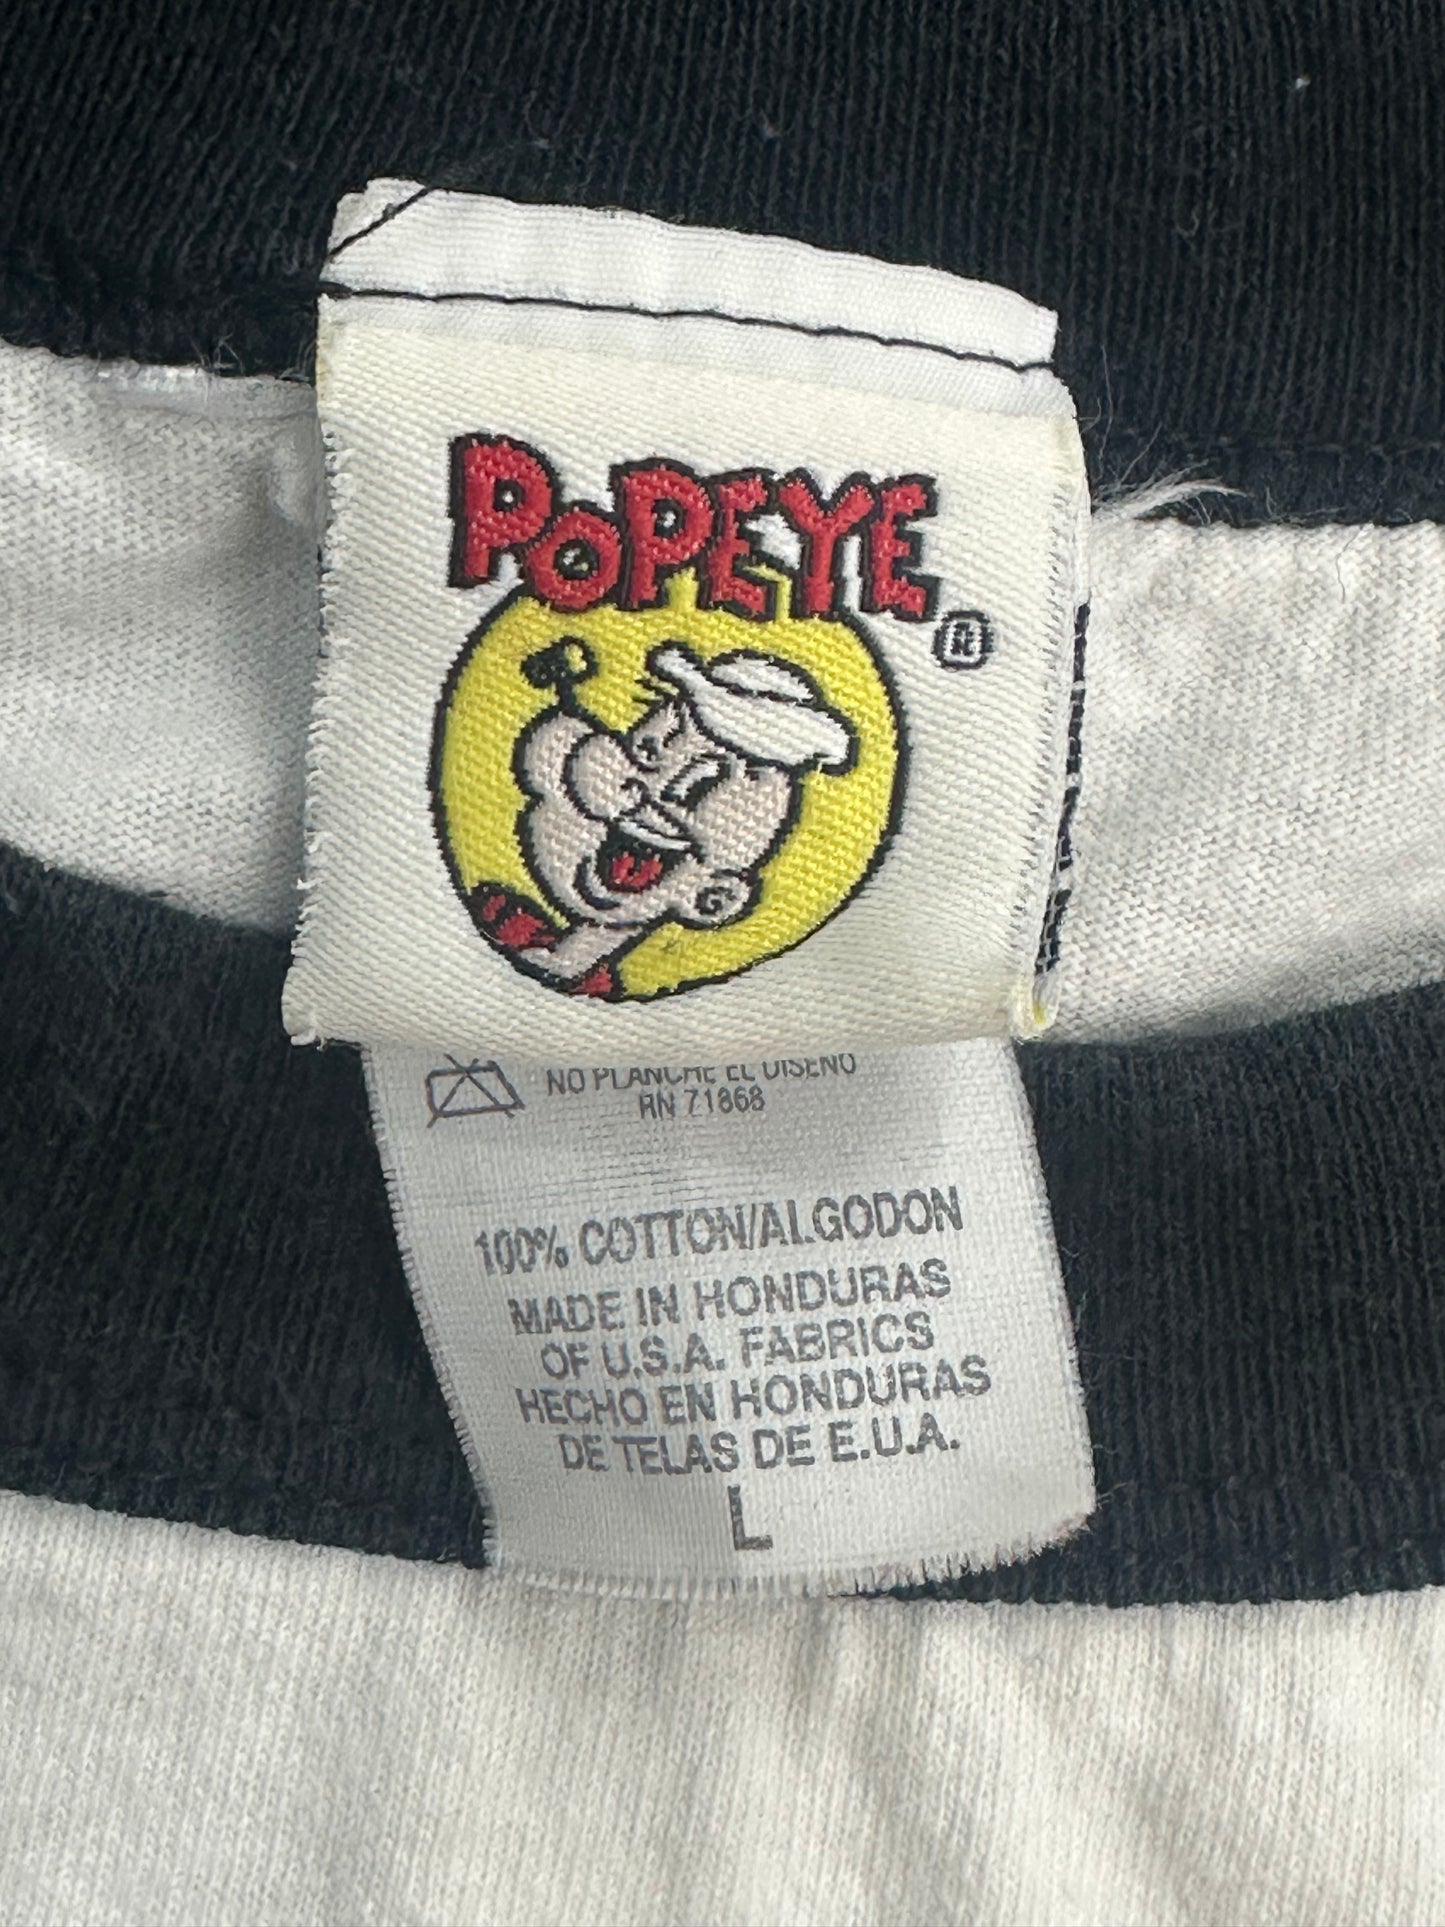 POPEYE ®
NO PLANCHE EL DISENO
RN 71868
100% COTTON/ALGODON
MADE IN HONDURAS
OF U.S.A. FABRICS
HECHO EN HONDURAS
DE TELAS DE E.U.A.
L